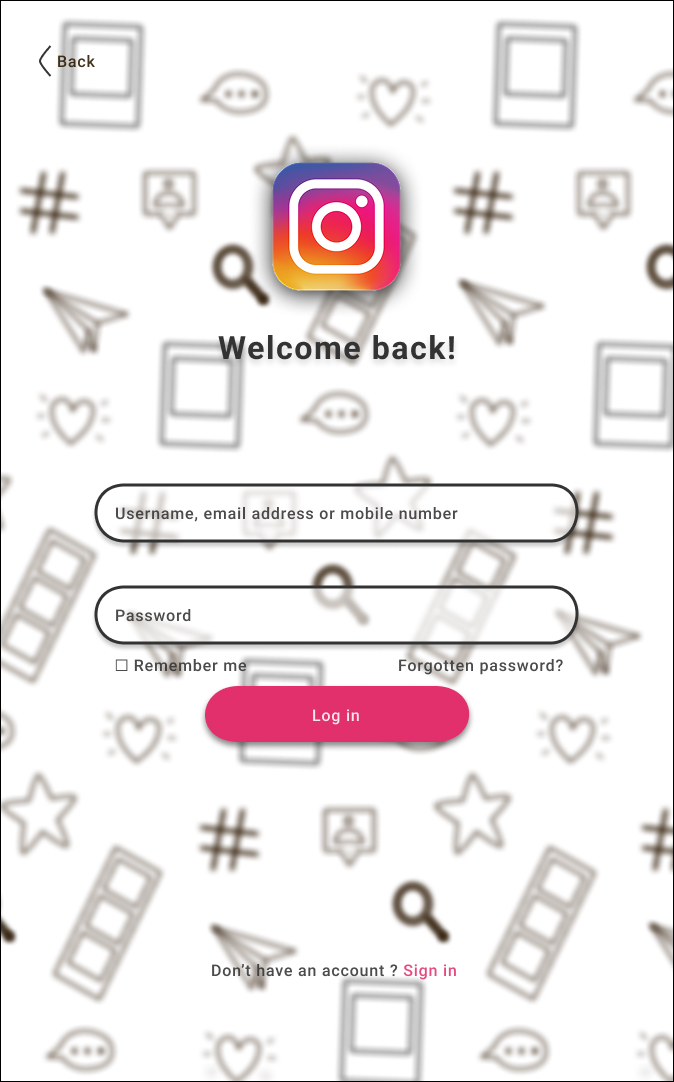 Back
Welcome back!
Username, email address or mobile number
Password
☐ Remember me
Forgotten password?
Log in
Don't have an account ? Sign in